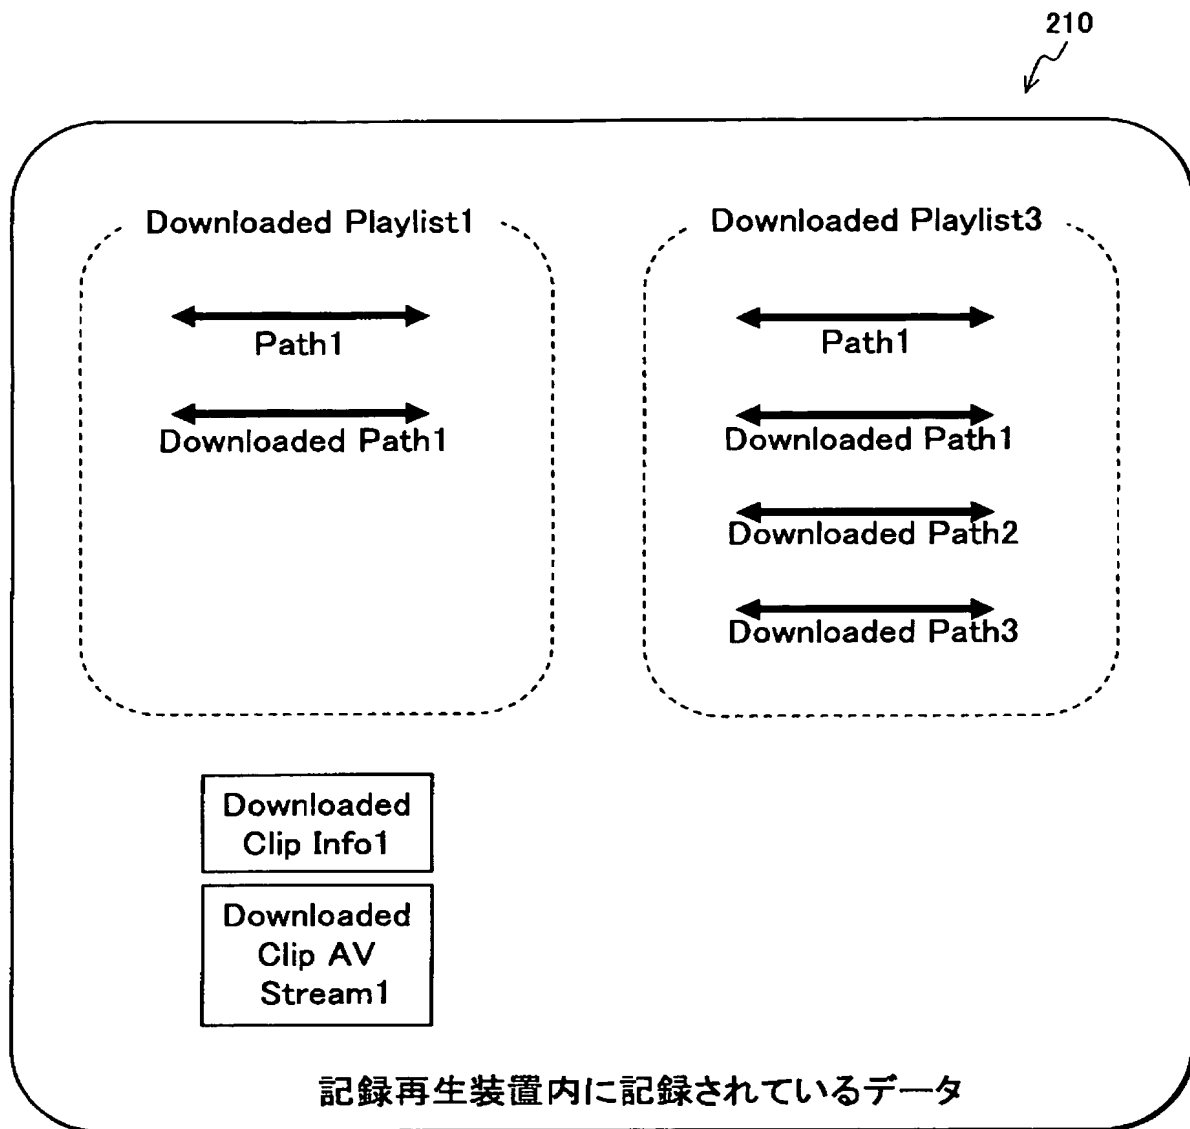 210
Downloaded Playlist1
Path1
Downloaded Path1
Downloaded Playlist3
Path1
Downloaded Path1
Downloaded Path2
Downloaded Path3
Downloaded
Clip Info1
Downloaded
Clip AV
Stream1
記録再生装置内に記録されているデータ